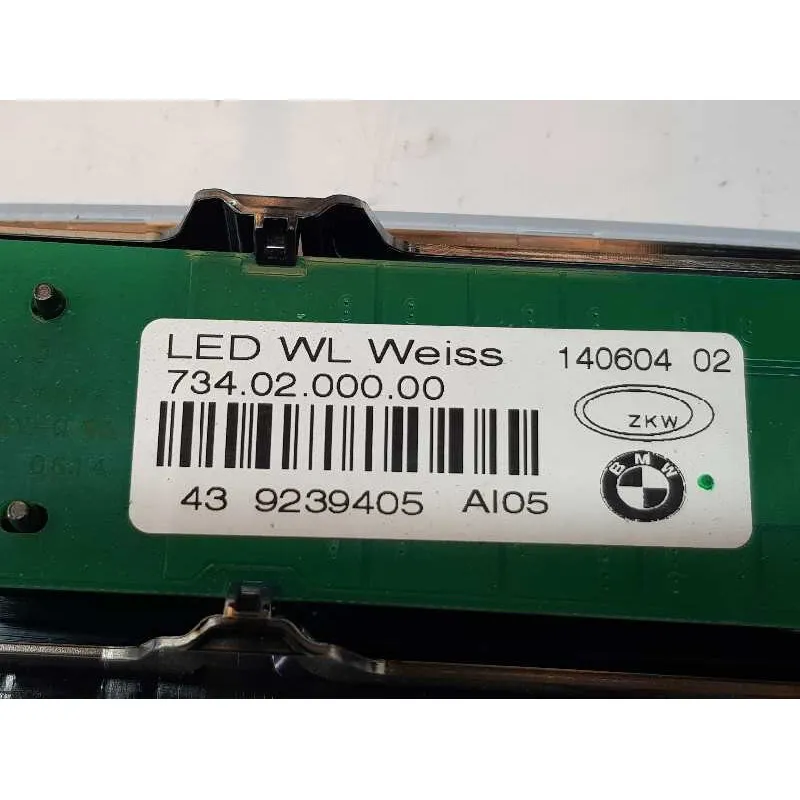 LED WL Weiss 140604 02
734.02.000.00
ZKW
BMW
43 9239405 AI05